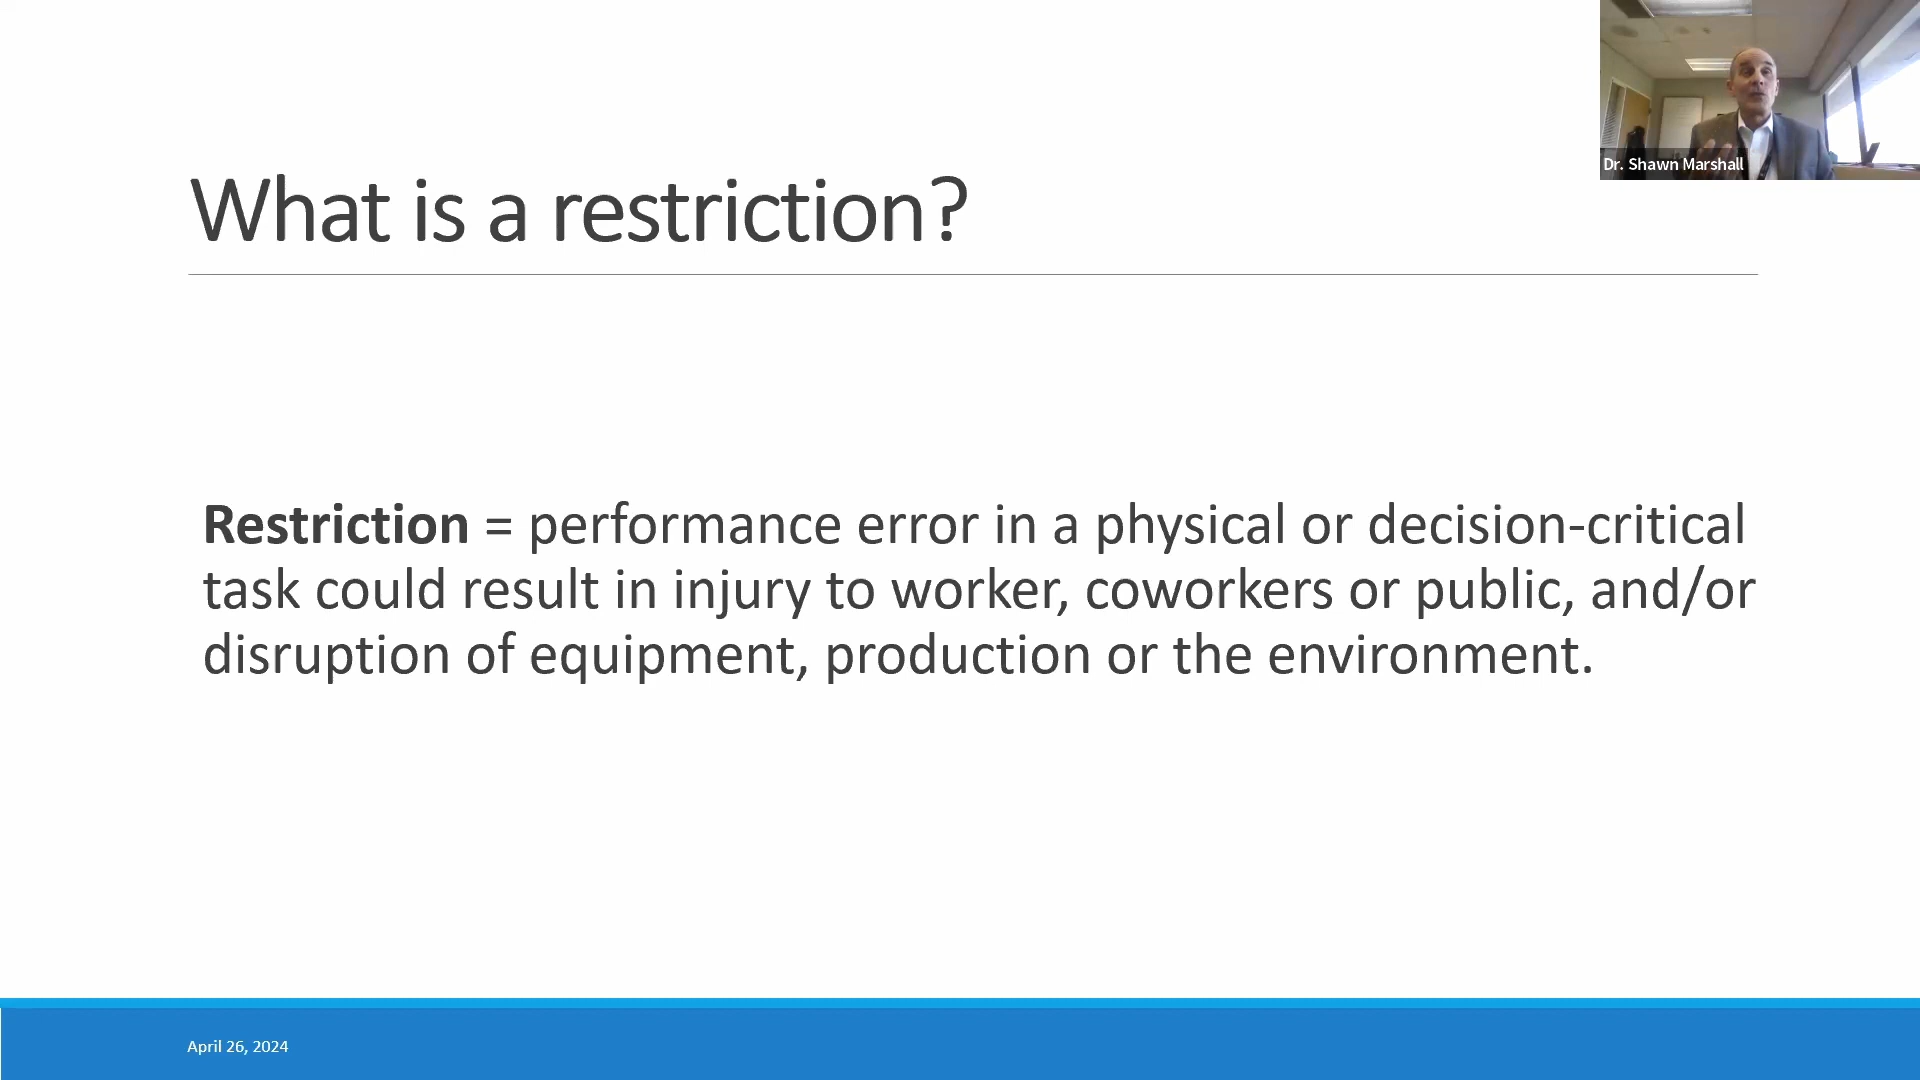 What is a restriction?
Dr. Shawn Marshall
Restriction = performance error in a physical or decision-critical
task could result in injury to worker, coworkers or public, and/or
disruption of equipment, production or the environment.
April 26, 2024